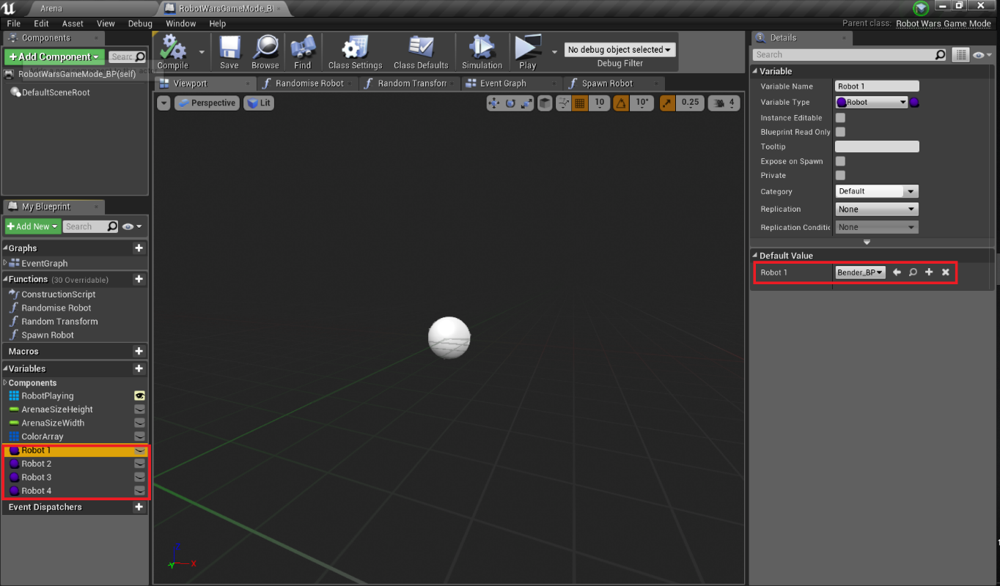 Arena
RobotWarsGameMode_BI
File Edit Asset View Debug Window Help
Parent class: Robot Wars Game Mode
Components
+Add Component
Searc
RobotWarsGameMode_BP(self)
DefaultSceneRoot
Compile
Save
Browse
Find
Class Settings
Class Defaults
Simulation
Play
No debug object selected
Debug Filter
Viewport
Randomise Robot
Random Transforr
Event Graph
Spawn Robot
Perspective
Lit
10
10°
0.25
4
Z
Y
X
My Blueprint
+Add New
Search
Graphs
EventGraph
Functions (30 Overridable)
ConstructionScript
Randomise Robot
Random Transform
Spawn Robot
Macros
Variables
Components
RobotPlaying
ArenaeSizeHeight
ArenaSizeWidth
ColorArray
Robot 1
Robot 2
Robot 3
Robot 4
Event Dispatchers
Details
Search
Variable
Variable Name Robot 1
Variable Type Robot
Instance Editable
Blueprint Read Only
Tooltip
Expose on Spawn
Private
Category Default
Replication None
Replication Conditic None
Default Value
Robot 1 Bender_BP